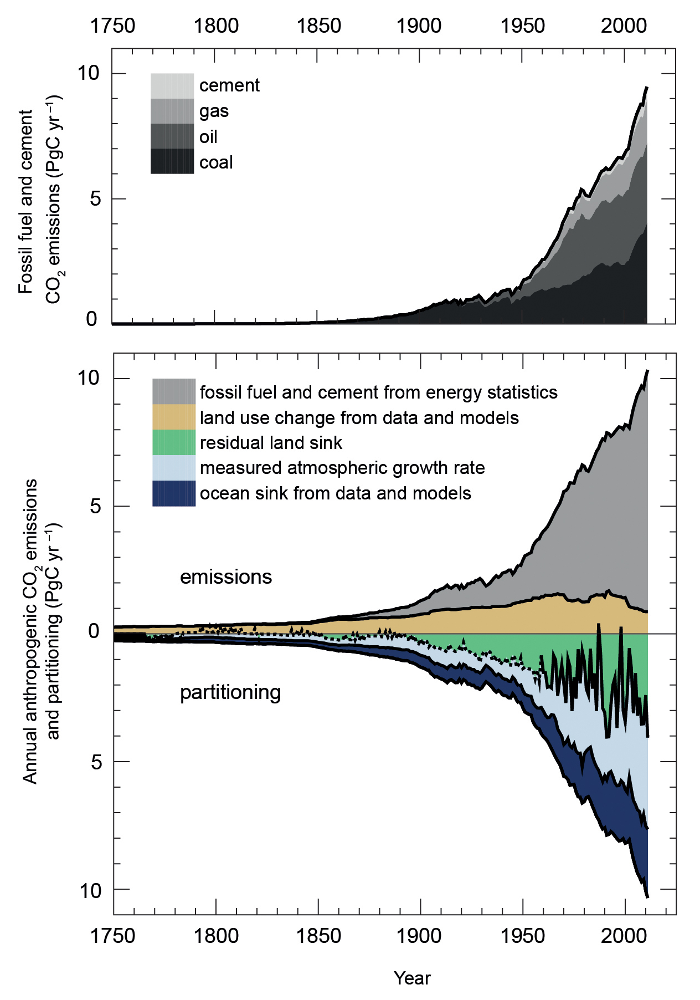 1750 1800 1850 1900 1950 2000
10
5
0
Fossil fuel and cement
CO2 emissions (PgC yr–1)
cement
gas
oil
coal
10
5
0
5
10
Annual anthropogenic CO2 emissions
and partitioning (PgC yr–1)
fossil fuel and cement from energy statistics
land use change from data and models
residual land sink
measured atmospheric growth rate
ocean sink from data and models
emissions
partitioning
1750 1800 1850 1900 1950 2000
Year